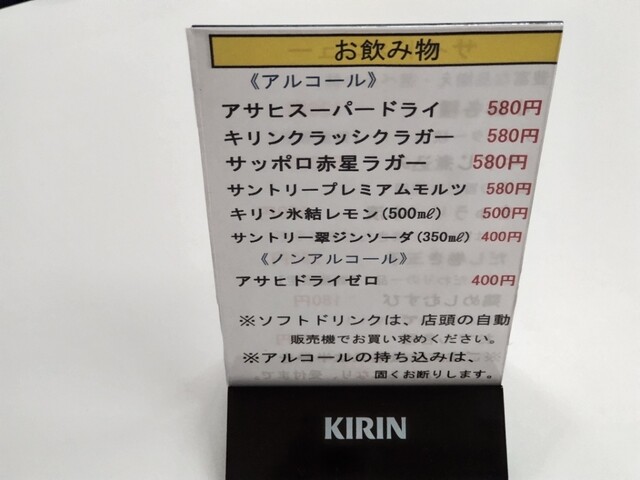 お飲み物
《アルコール》
アサヒスーパードライ 580円
キリンクラッシクラガー 580円
サッポロ赤星ラガー 580円
サントリープレミアムモルツ 580円
キリン氷結レモン(500㎖) 500円
サントリー翠ジンソーダ(350㎖) 400円
《ノンアルコール》
アサヒドライゼロ 400円
※ソフトドリンクは、店頭の自動
販売機でお買い求めください。
※アルコールの持ち込みは、
固くお断りします。
KIRIN